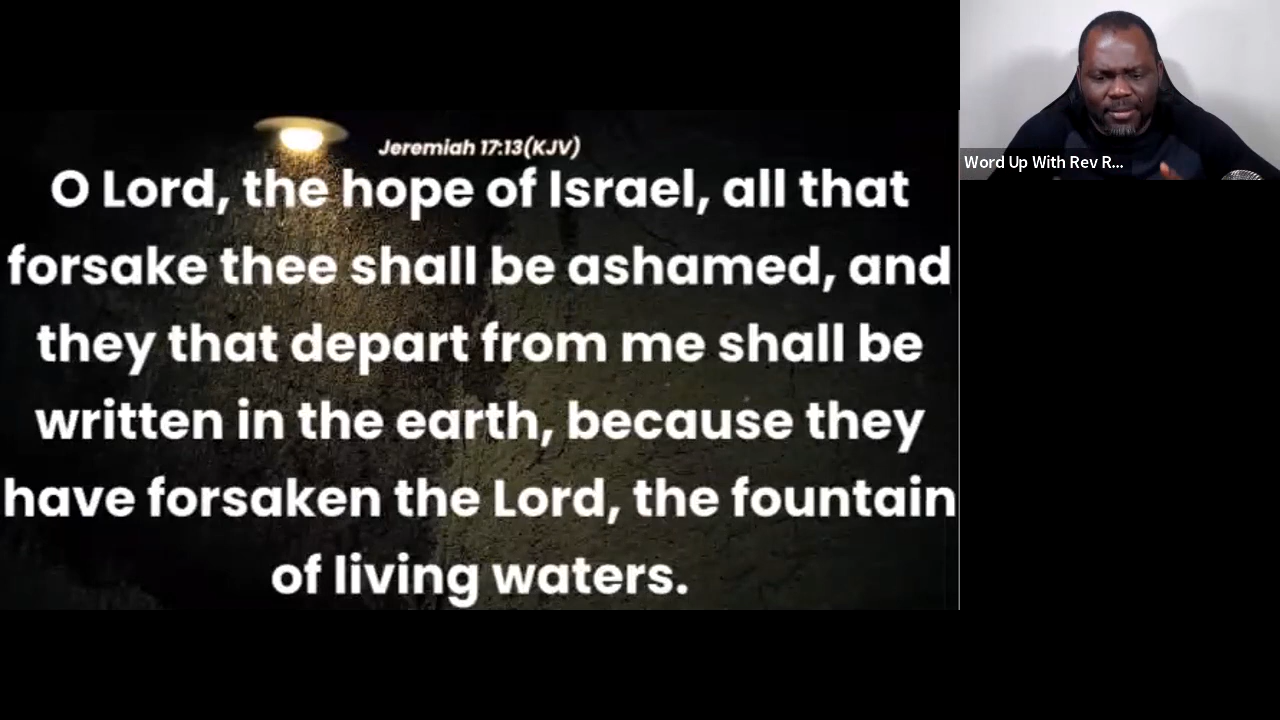 Jeremiah 17:13(KJV)
O Lord, the hope of Israel, all that
forsake thee shall be ashamed, and
they that depart from me shall be
written in the earth, because they
have forsaken the Lord, the fountain
of living waters.
Word Up With Rev R...